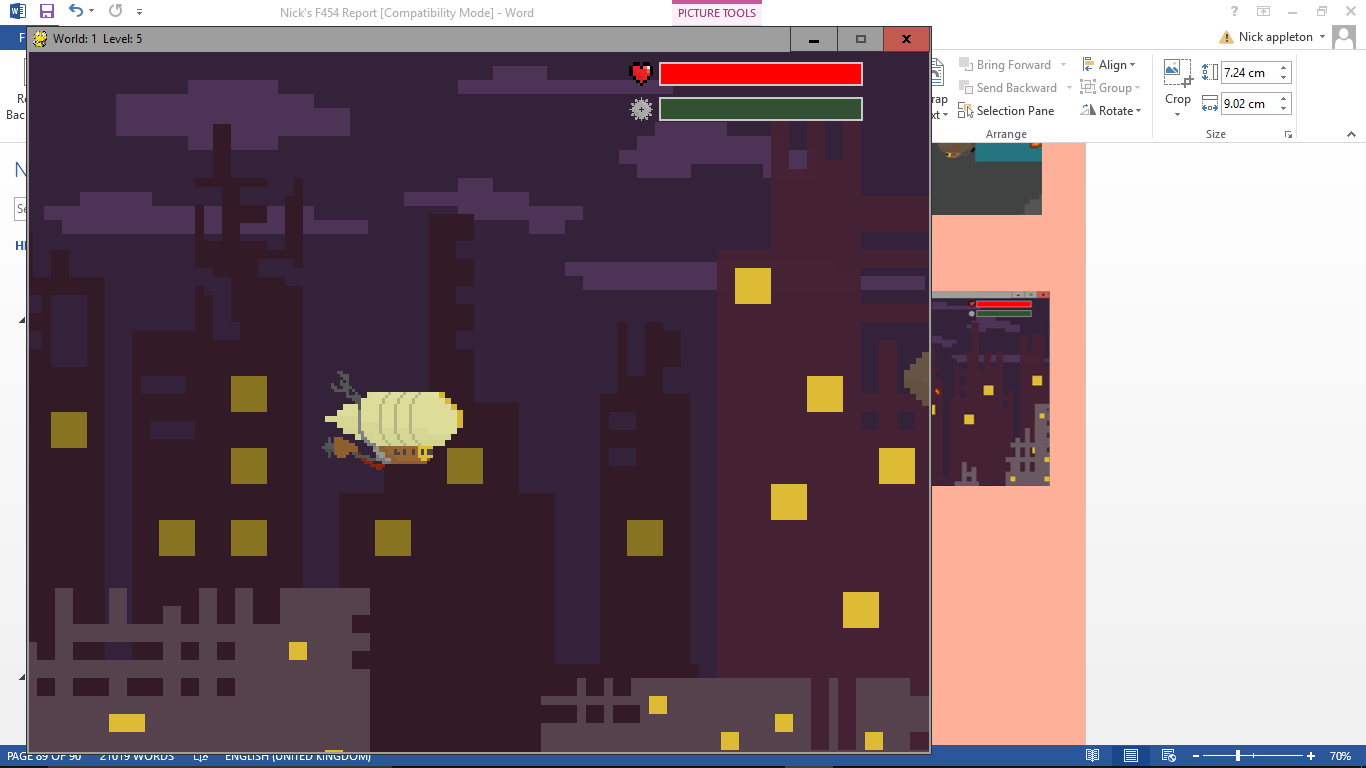 Nick's F454 Report [Compatibility Mode] - Word
PICTURE TOOLS
?
F
Nick appleton
World: 1 Level: 5
Bring Forward
Align
7.24 cm
Send Backward
Group
Crop
9.02 cm
Selection Pane
Rotate
Arrange
Size
PAGE 89 OF 96
21019 WORDS
ENGLISH (UNITED KINGDOM)
70%